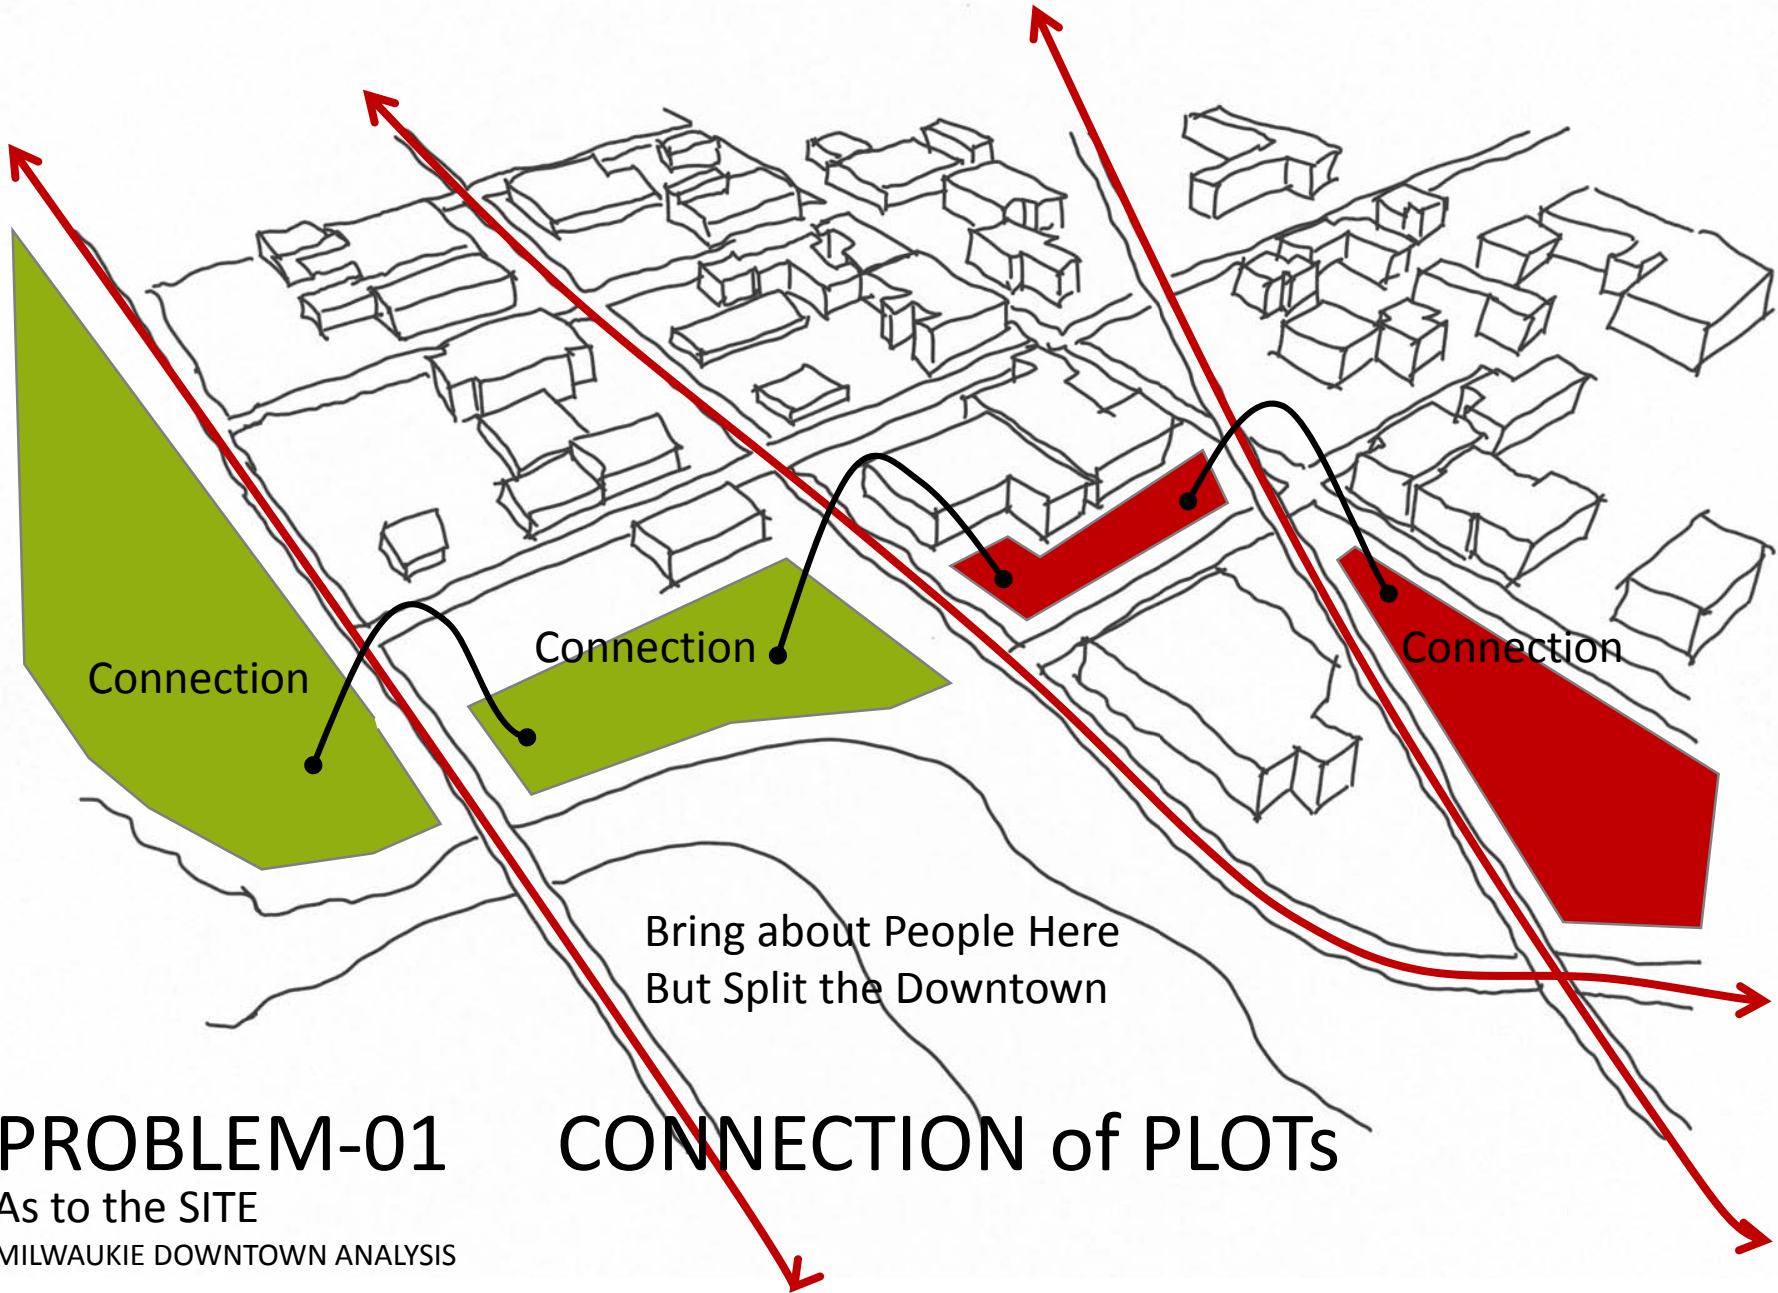 Connection
Connection
Connection
Bring about People Here
But Split the Downtown
PROBLEM-01
CONNECTION of PLOTs
As to the SITE
MILWAUKIE DOWNTOWN ANALYSIS